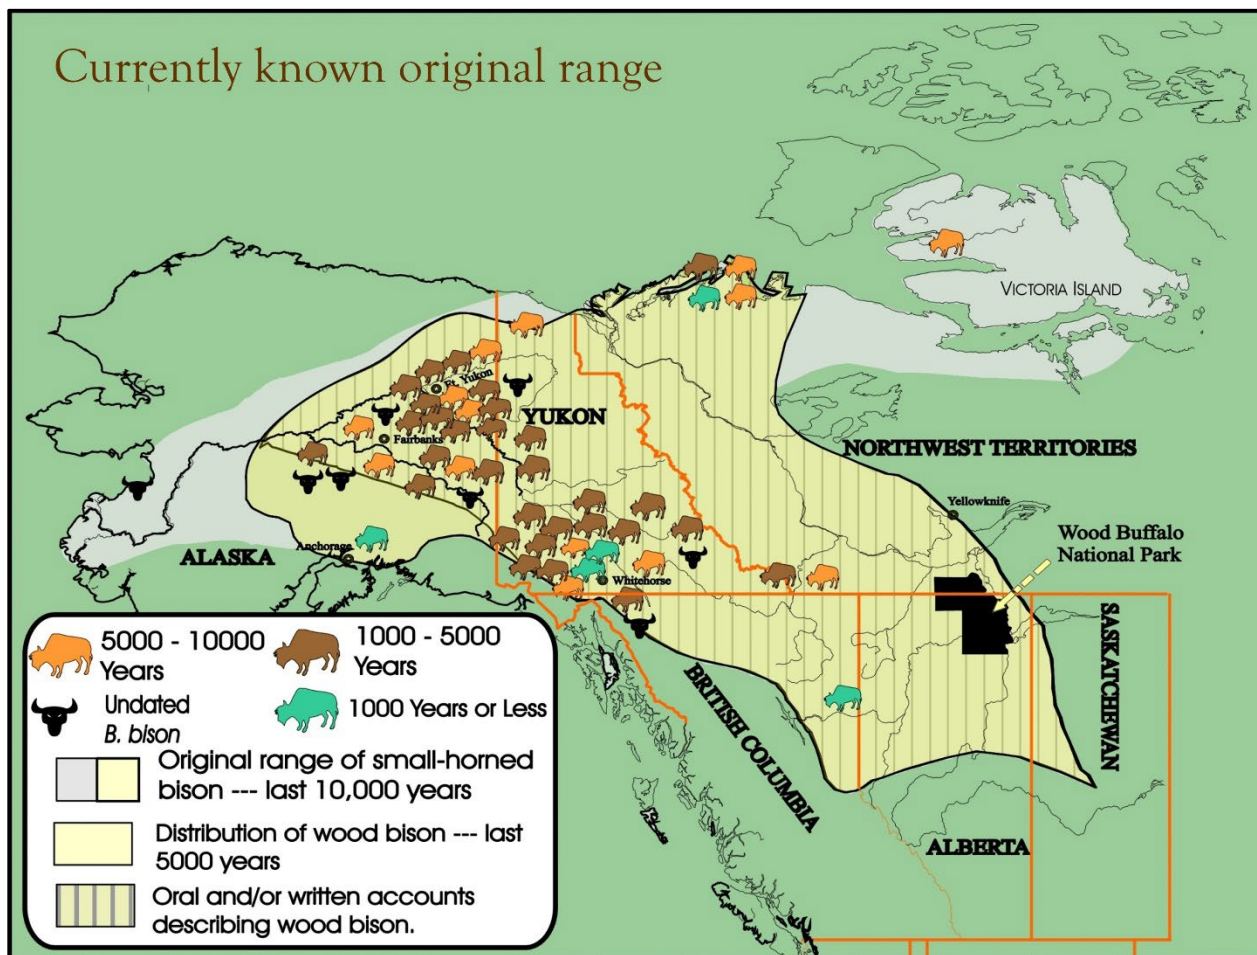 Currently known original range
VICTORIA ISLAND
Ft. Yukon
YUKON
Fairbanks
NORTHWEST TERRITORIES
Yellowknife
Wood Buffalo
National Park
ALASKA
Anchorage
Whitehorse
SASKATCHEWAN
BRITISH COLUMBIA
ALBERTA
5000 - 10000
Years
1000 - 5000
Years
Undated
B. bison
1000 Years or Less
Original range of small-horned
bison --- last 10,000 years
Distribution of wood bison --- last
5000 years
Oral and/or written accounts
describing wood bison.